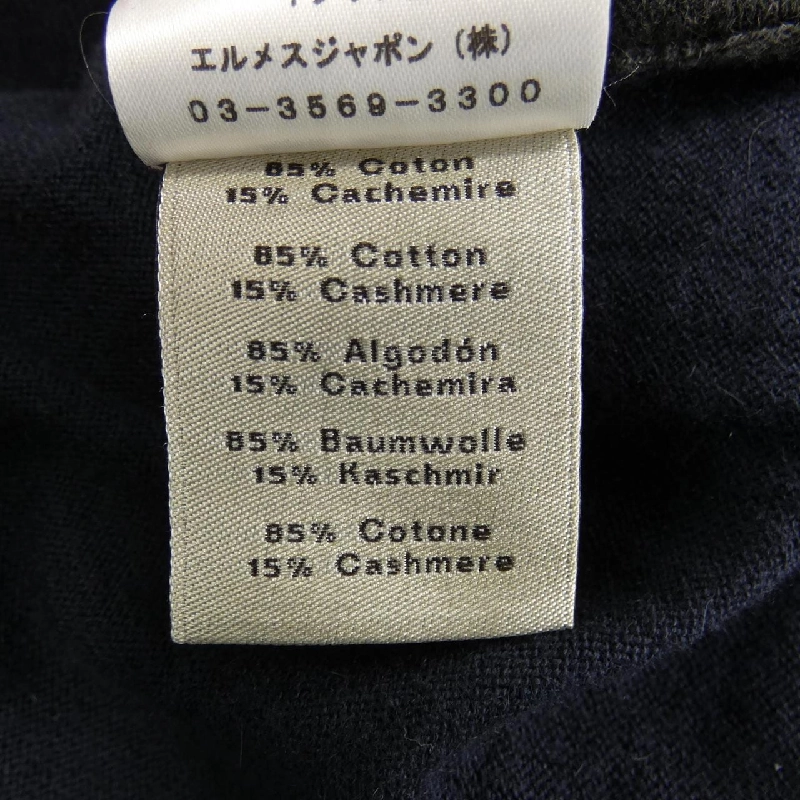 エルメスジャポン (株)
03-3569-3300
85% Coton
15% Cachemire
85% Cotton
15% Cashmere
85% Algodón
15% Cachemira
85% Baumwolle
15% Kaschmir
85% Cotone
15% Cashmere